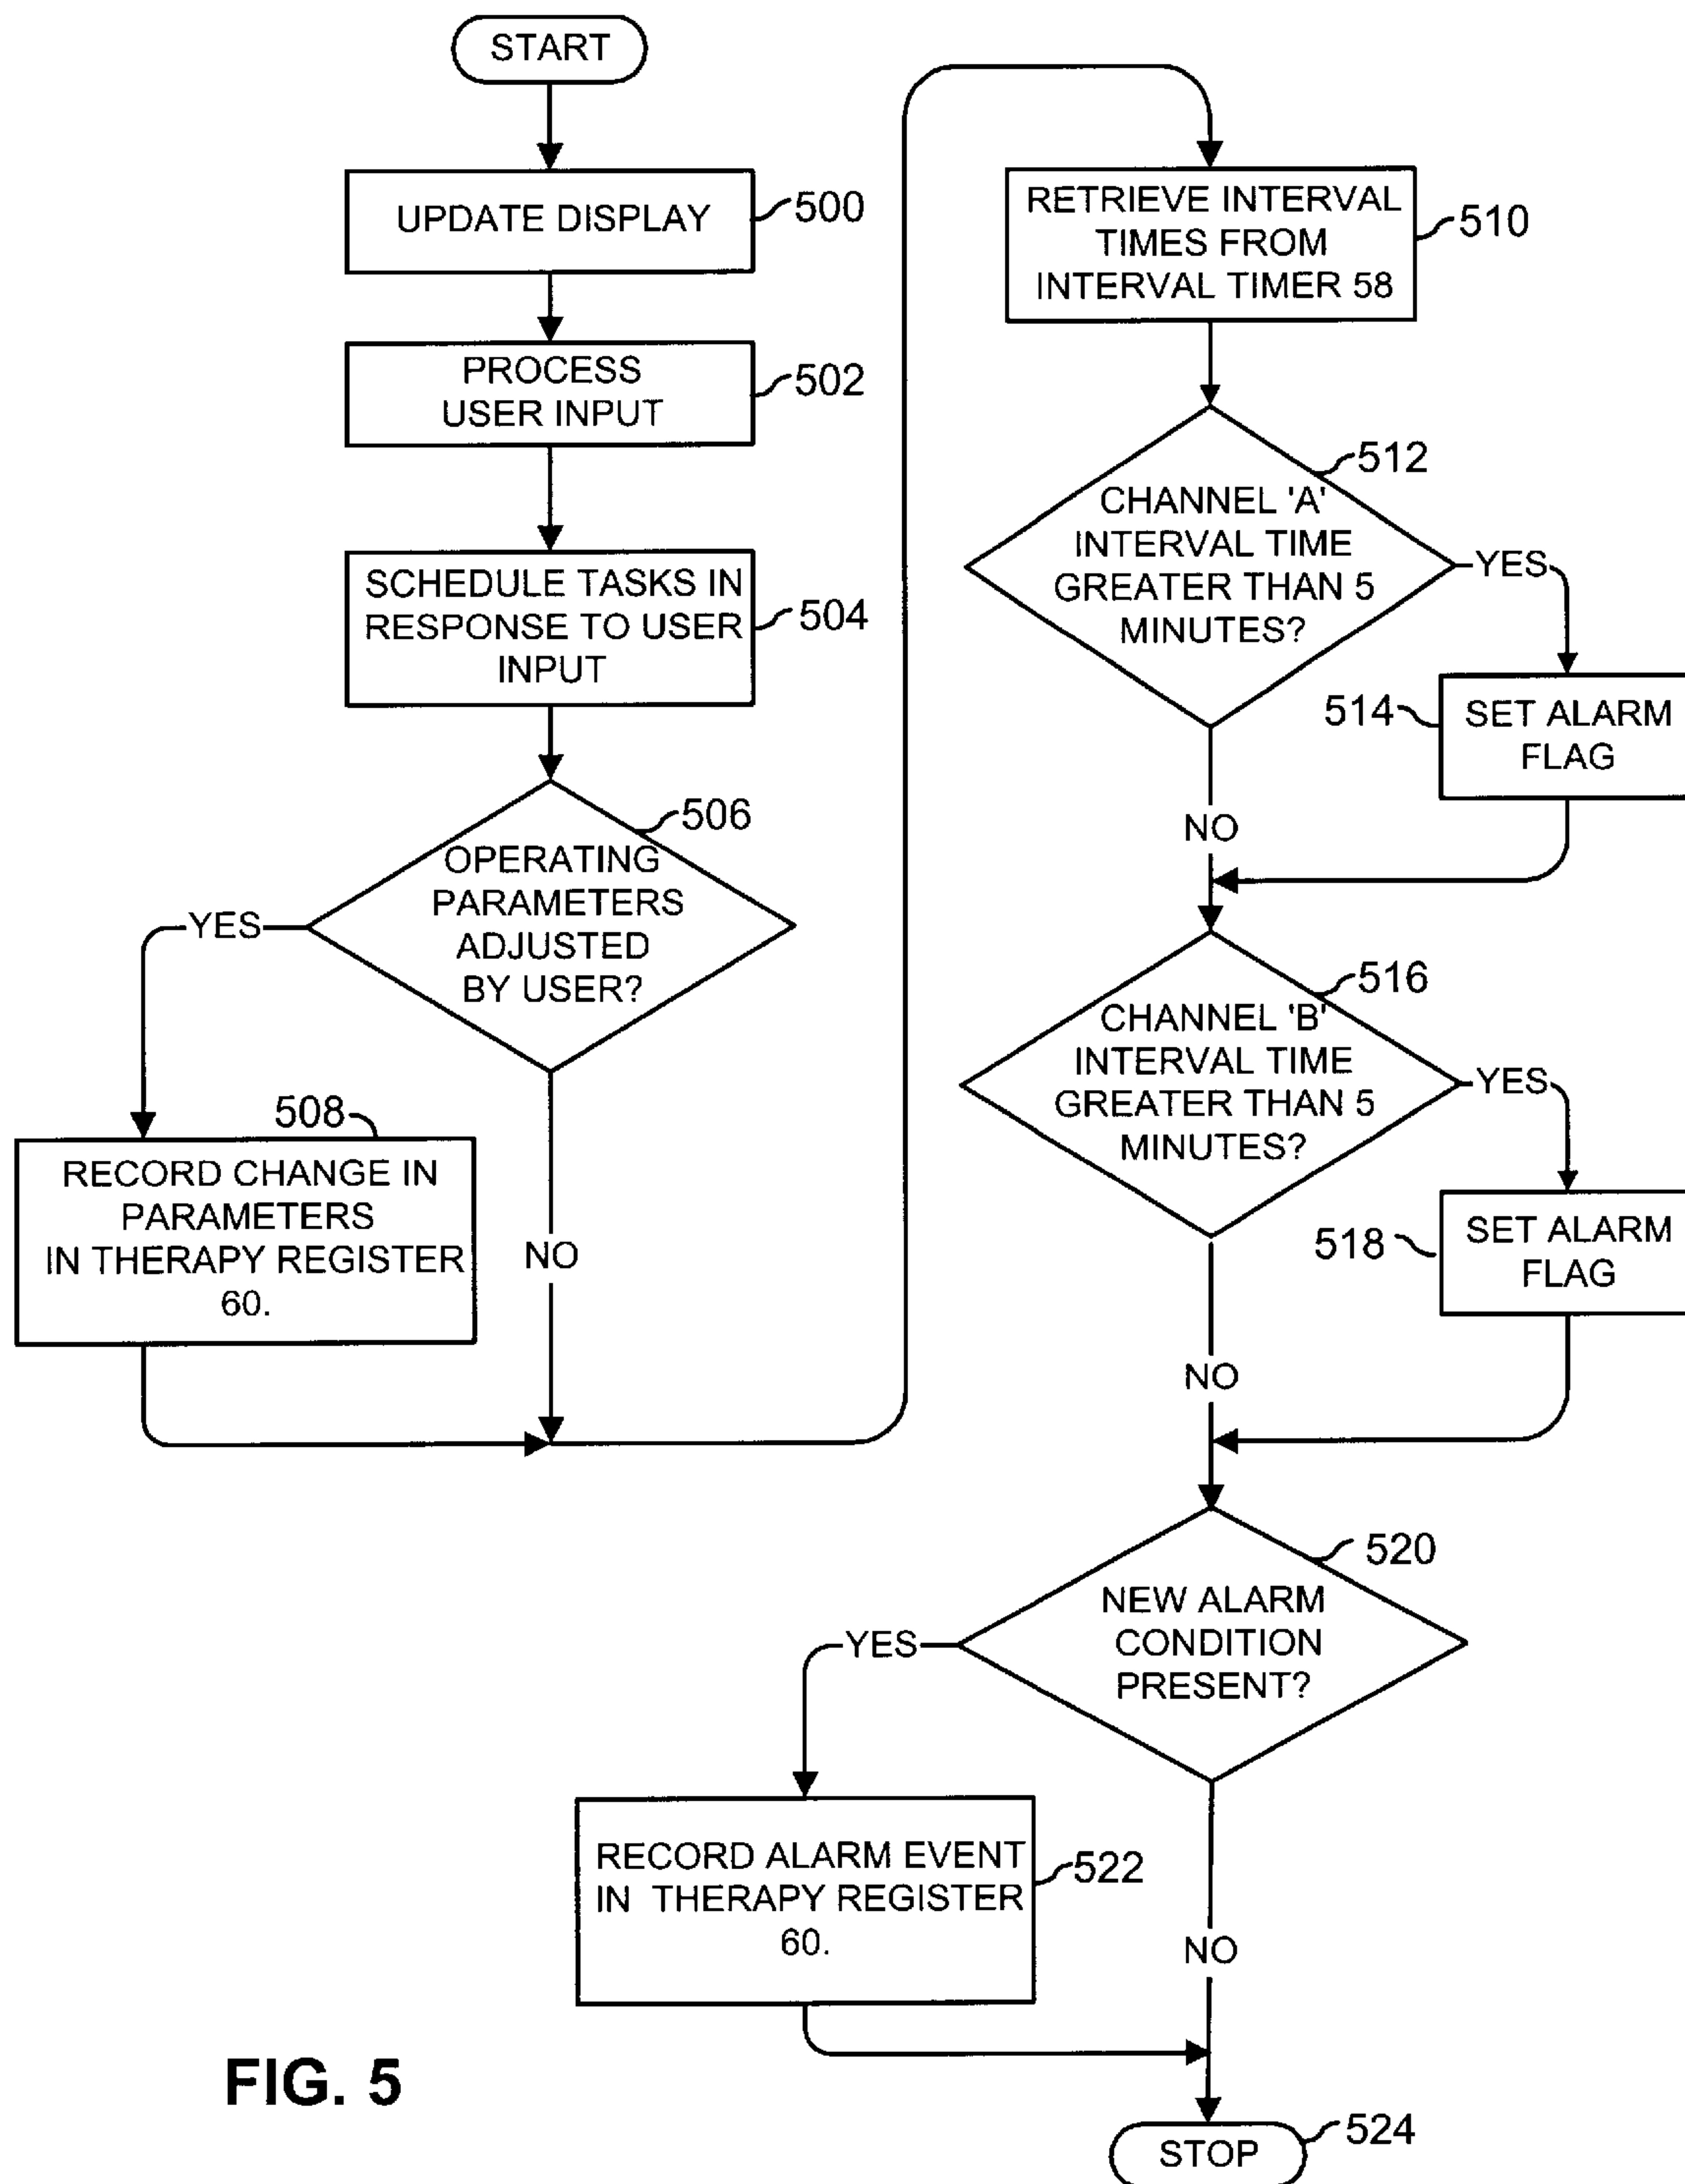 START
UPDATE DISPLAY
500
PROCESS
USER INPUT
502
SCHEDULE TASKS IN
RESPONSE TO USER
INPUT
504
506
OPERATING
PARAMETERS
ADJUSTED
BY USER?
YES
NO
508
RECORD CHANGE IN
PARAMETERS
IN THERAPY REGISTER
60.
RETRIEVE INTERVAL
TIMES FROM
INTERVAL TIMER 58
510
512
CHANNEL 'A'
INTERVAL TIME
GREATER THAN 5
MINUTES?
YES
514
SET ALARM
FLAG
NO
516
CHANNEL 'B'
INTERVAL TIME
GREATER THAN 5
MINUTES?
YES
518
SET ALARM
FLAG
NO
520
NEW ALARM
CONDITION
PRESENT?
YES
RECORD ALARM EVENT
IN THERAPY REGISTER
60.
522
NO
STOP
524
FIG. 5